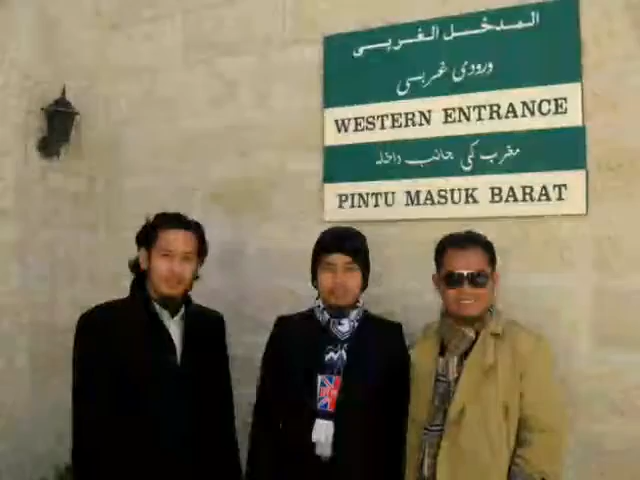 المدخل الغربي
ورودی غربی
WESTERN ENTRANCE
مغرب کی جانب داخلہ
PINTU MASUK BARAT